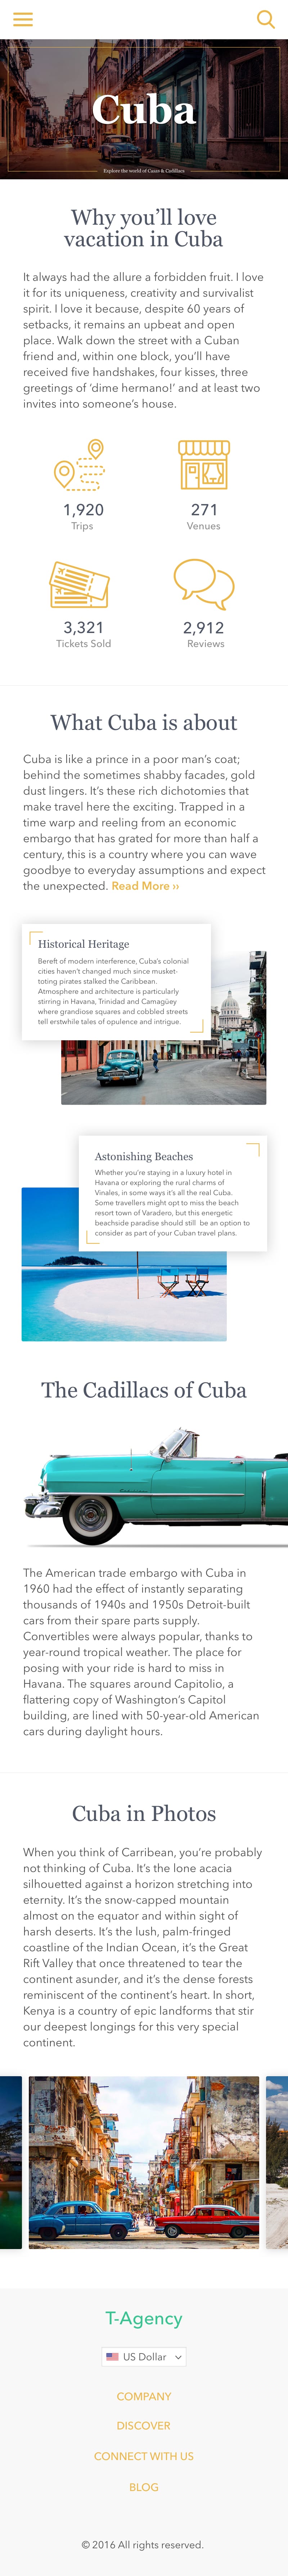 Cuba
Explore the world of Casas & Cadillacs
Why you’ll love
vacation in Cuba
It always had the allure a forbidden fruit. I love
it for its uniqueness, creativity and survivalist
spirit. I love it because, despite 60 years of
setbacks, it remains an upbeat and open
place. Walk down the street with a Cuban
friend and, within one block, you’ll have
received five handshakes, four kisses, three
greetings of ‘dime hermano!’ and at least two
invites into someone’s house.
1,920
Trips
271
Venues
3,321
Tickets Sold
2,912
Reviews
What Cuba is about
Cuba is like a prince in a poor man’s coat;
behind the sometimes shabby facades, gold
dust lingers. It’s these rich dichotomies that
make travel here the exciting. Trapped in a
time warp and reeling from an economic
embargo that has grated for more than half a
century, this is a country where you can wave
goodbye to everyday assumptions and expect
the unexpected. Read More ››
Historical Heritage
Bereft of modern interference, Cuba’s colonial
cities haven’t changed much since musket-
toting pirates stalked the Caribbean.
Atmosphere and architecture is particularly
stirring in Havana, Trinidad and Camagüey
where grandiose squares and cobbled streets
tell erstwhile tales of opulence and intrigue.
Astonishing Beaches
Whether you’re staying in a luxury hotel in
Havana or exploring the rural charms of
Vinales, in some ways it’s all the real Cuba.
Some travellers might opt to miss the beach
resort town of Varadero, but this energetic
beachside paradise should still be an option to
consider as part of your Cuban travel plans.
The Cadillacs of Cuba
The American trade embargo with Cuba in
1960 had the effect of instantly separating
thousands of 1940s and 1950s Detroit-built
cars from their spare parts supply.
Convertibles were always popular, thanks to
year-round tropical weather. The place for
posing with your ride is hard to miss in
Havana. The squares around Capitolio, a
flattering copy of Washington’s Capitol
building, are lined with 50-year-old American
cars during daylight hours.
Cuba in Photos
When you think of Carribean, you’re probably
not thinking of Cuba. It’s the lone acacia
silhouetted against a horizon stretching into
eternity. It’s the snow-capped mountain
almost on the equator and within sight of
harsh deserts. It’s the lush, palm-fringed
coastline of the Indian Ocean, it’s the Great
Rift Valley that once threatened to tear the
continent asunder, and it’s the dense forests
reminiscent of the continent’s heart. In short,
Kenya is a country of epic landforms that stir
our deepest longings for this very special
continent.
T-Agency
US Dollar
COMPANY
DISCOVER
CONNECT WITH US
BLOG
© 2016 All rights reserved.